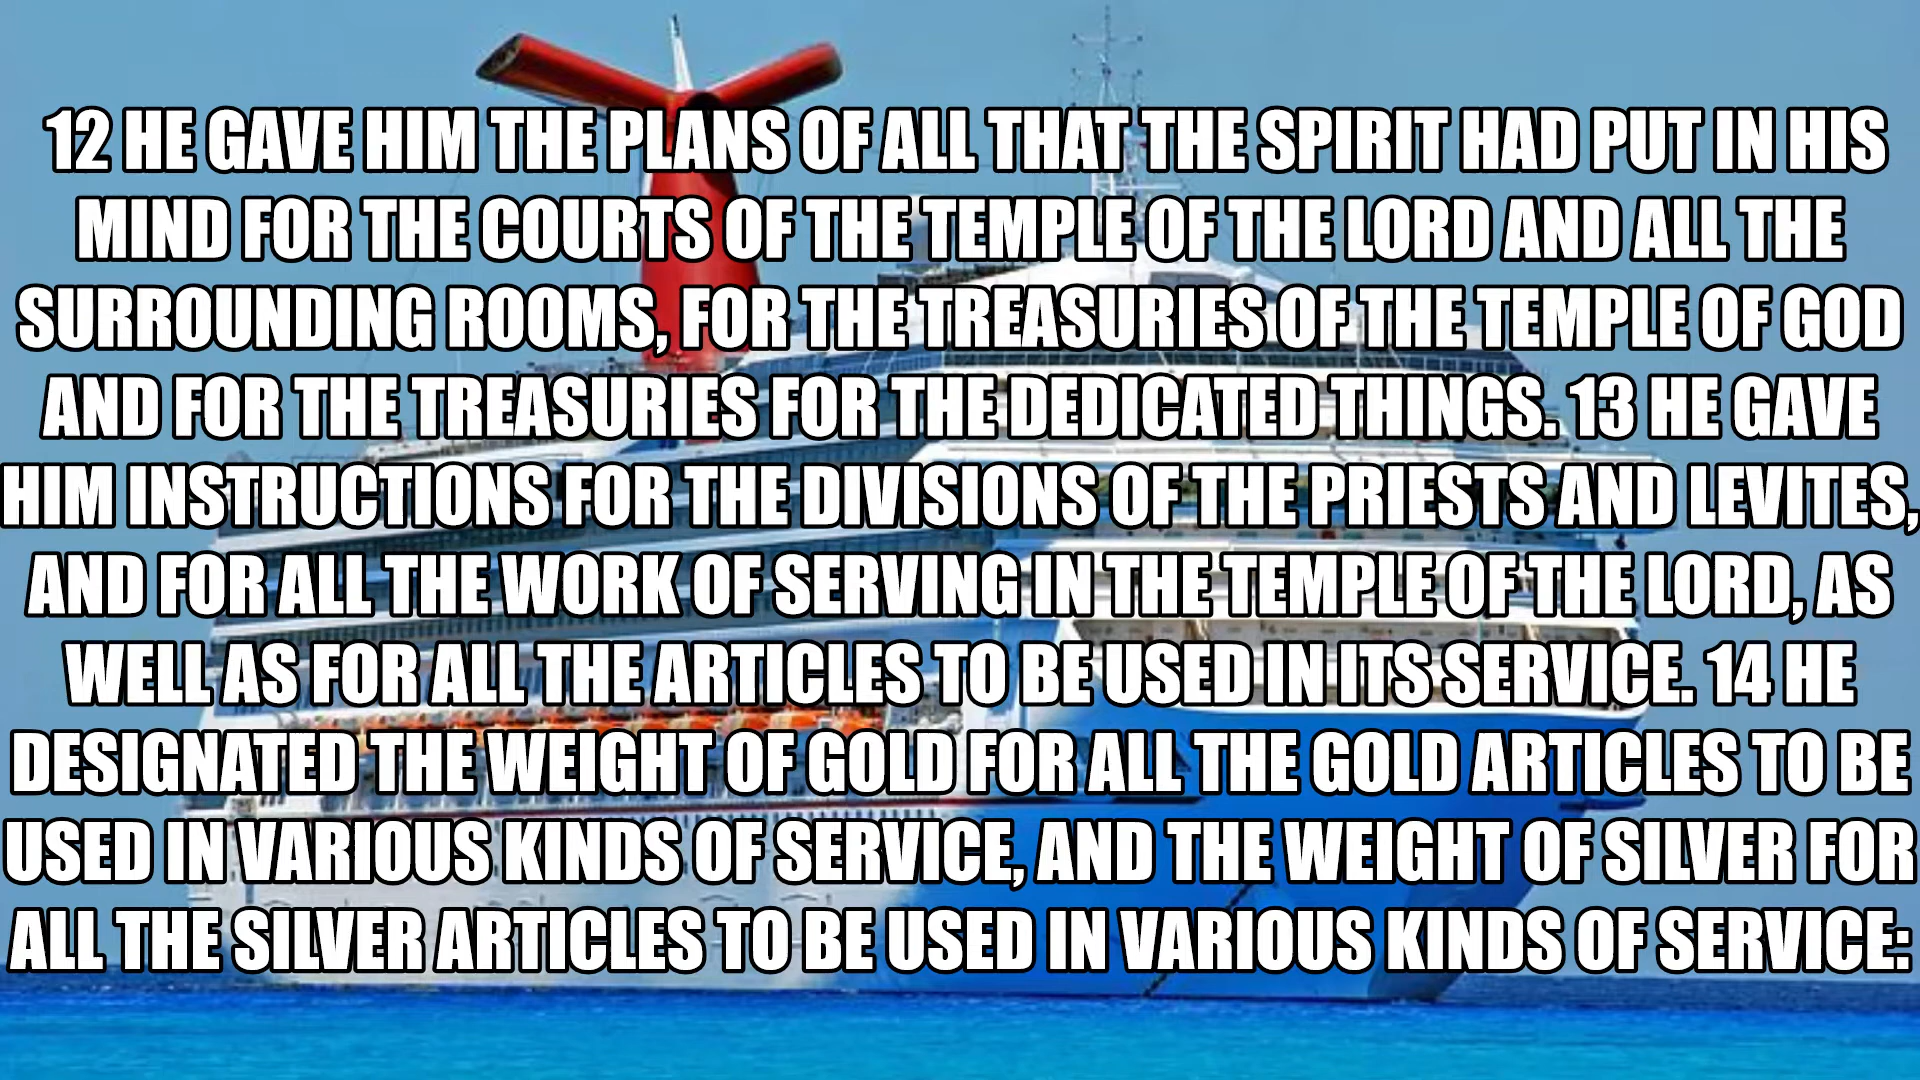 12 HE GAVE HIM THE PLANS OF ALL THAT THE SPIRIT HAD PUT IN HIS
MIND FOR THE COURTS OF THE TEMPLE OF THE LORD AND ALL THE
SURROUNDING ROOMS, FOR THE TREASURIES OF THE TEMPLE OF GOD
AND FOR THE TREASURIES FOR THE DEDICATED THINGS. 13 HE GAVE
HIM INSTRUCTIONS FOR THE DIVISIONS OF THE PRIESTS AND LEVITES,
AND FOR ALL THE WORK OF SERVING IN THE TEMPLE OF THE LORD, AS
WELL AS FOR ALL THE ARTICLES TO BE USED IN ITS SERVICE. 14 HE
DESIGNATED THE WEIGHT OF GOLD FOR ALL THE GOLD ARTICLES TO BE
USED IN VARIOUS KINDS OF SERVICE, AND THE WEIGHT OF SILVER FOR
ALL THE SILVER ARTICLES TO BE USED IN VARIOUS KINDS OF SERVICE: